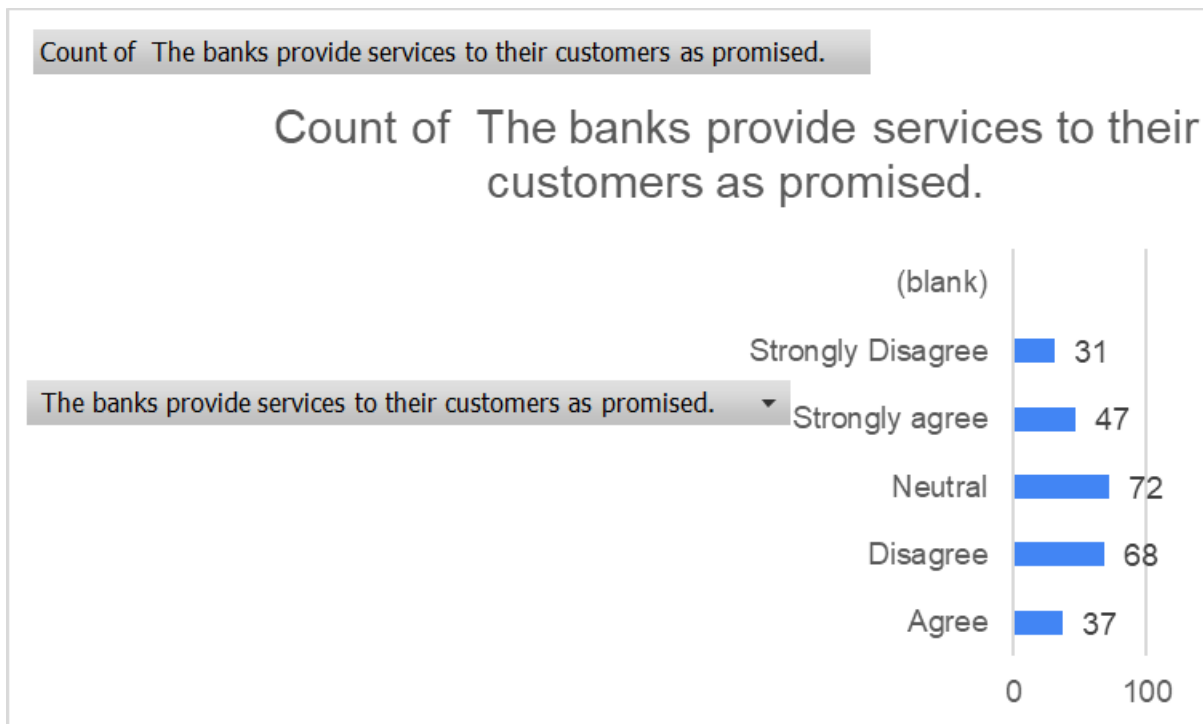 Count of  The banks provide services to their customers as promised.
Count of  The banks provide services to their
customers as promised.
(blank)
Strongly Disagree 31
The banks provide services to their customers as promised.
Strongly agree 47
Neutral 72
Disagree 68
Agree 37
0 100